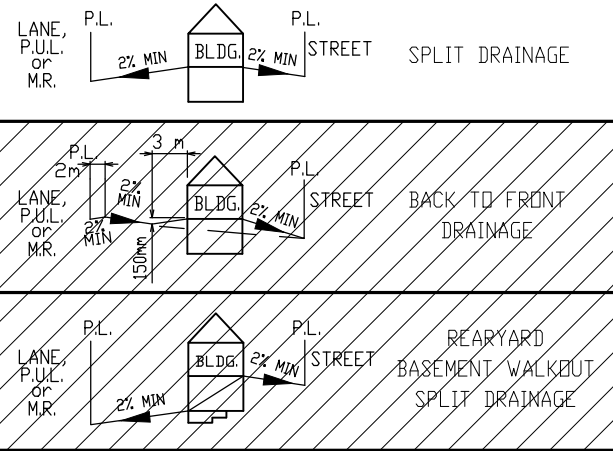 P.L.
P.L.
LANE,
P.U.L.
or
M.R.
2% MIN
BLDG.
2% MIN
STREET
SPLIT DRAINAGE
3 m
P.L.
2m
P.L.
LANE,
P.U.L.
or
M.R.
2%
MIN
2%
MIN
150mm
BLDG.
2% MIN
STREET
BACK TO FRONT
DRAINAGE
P.L.
P.L.
LANE,
P.U.L.
or
M.R.
2% MIN
BLDG.
2% MIN
STREET
REARYARD
BASEMENT WALKOUT
SPLIT DRAINAGE